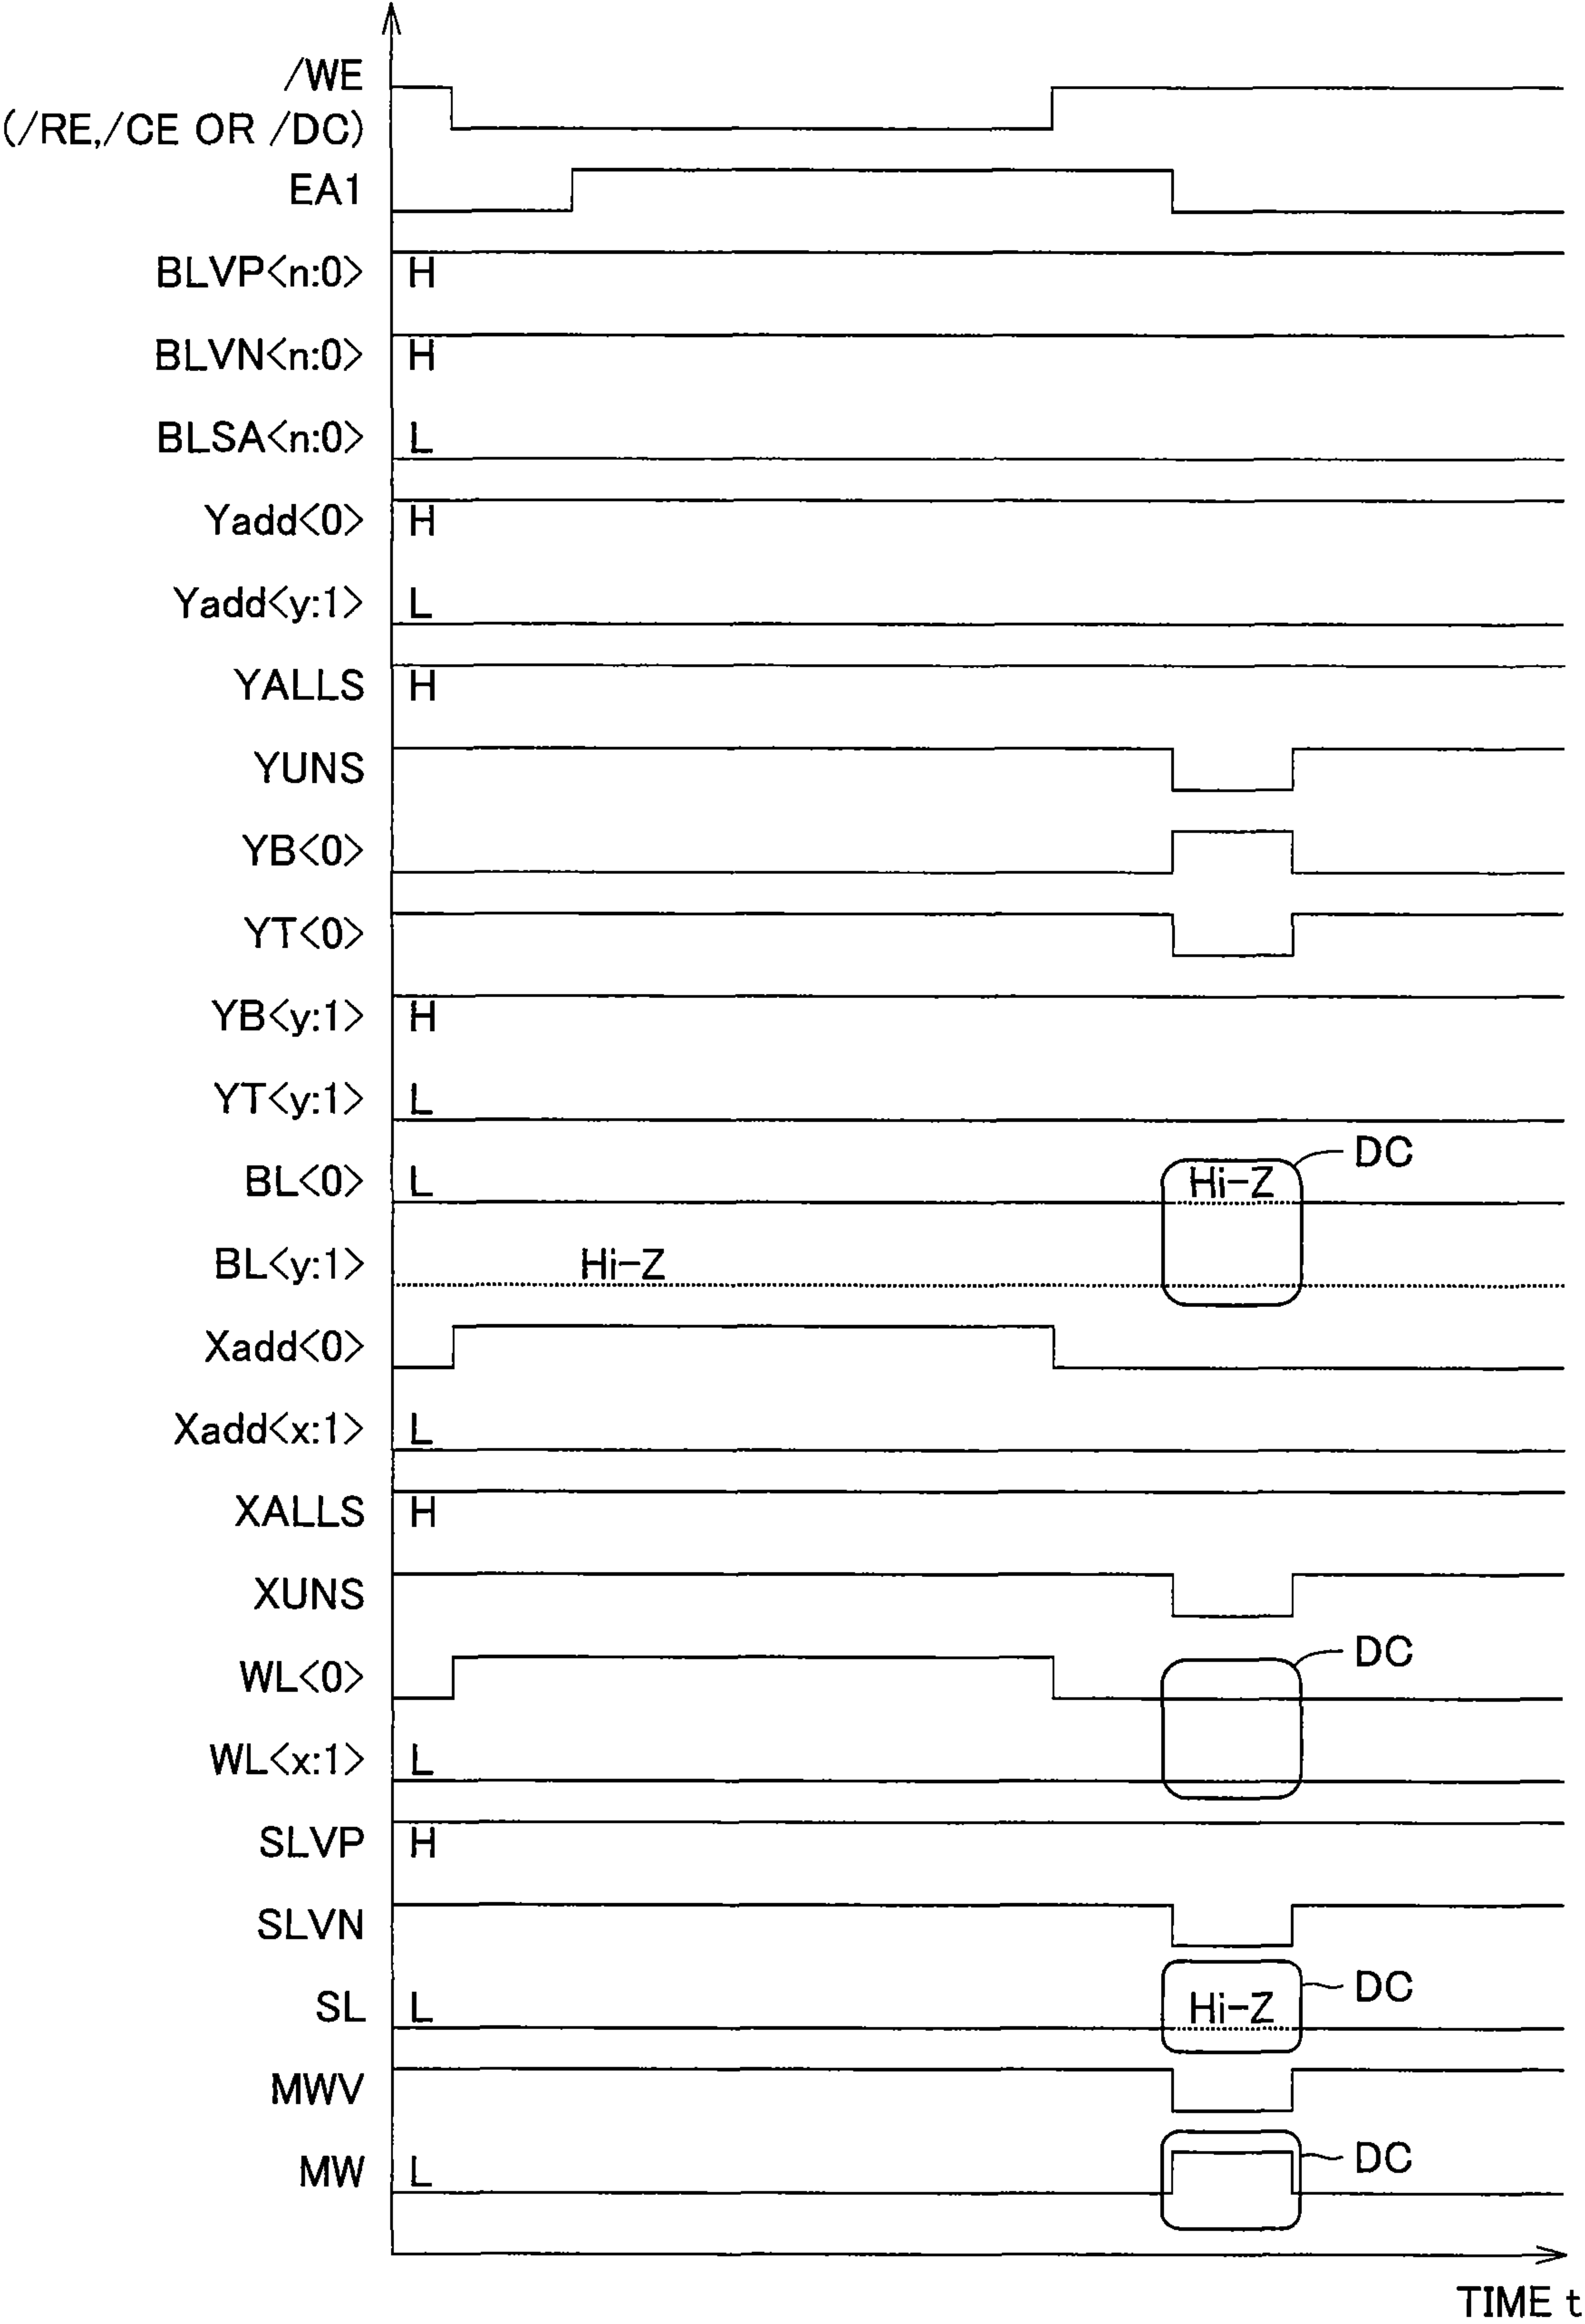 /WE
(/RE,/CE OR /DC)
EA1
BLVP<n:0> H
BLVN<n:0> H
BLSA<n:0> L
Yadd<0> H
Yadd<y:1> L
YALLS H
YUNS
YB<0>
YT<0>
YB<y:1> H
YT<y:1> L
BL<0> L Hi-Z DC
BL<y:1> Hi-Z
Xadd<0>
Xadd<x:1> L
XALLS H
XUNS
WL<0> DC
WL<x:1> L
SLVP H
SLVN
SL L Hi-Z DC
MWV
MW L DC
TIME t